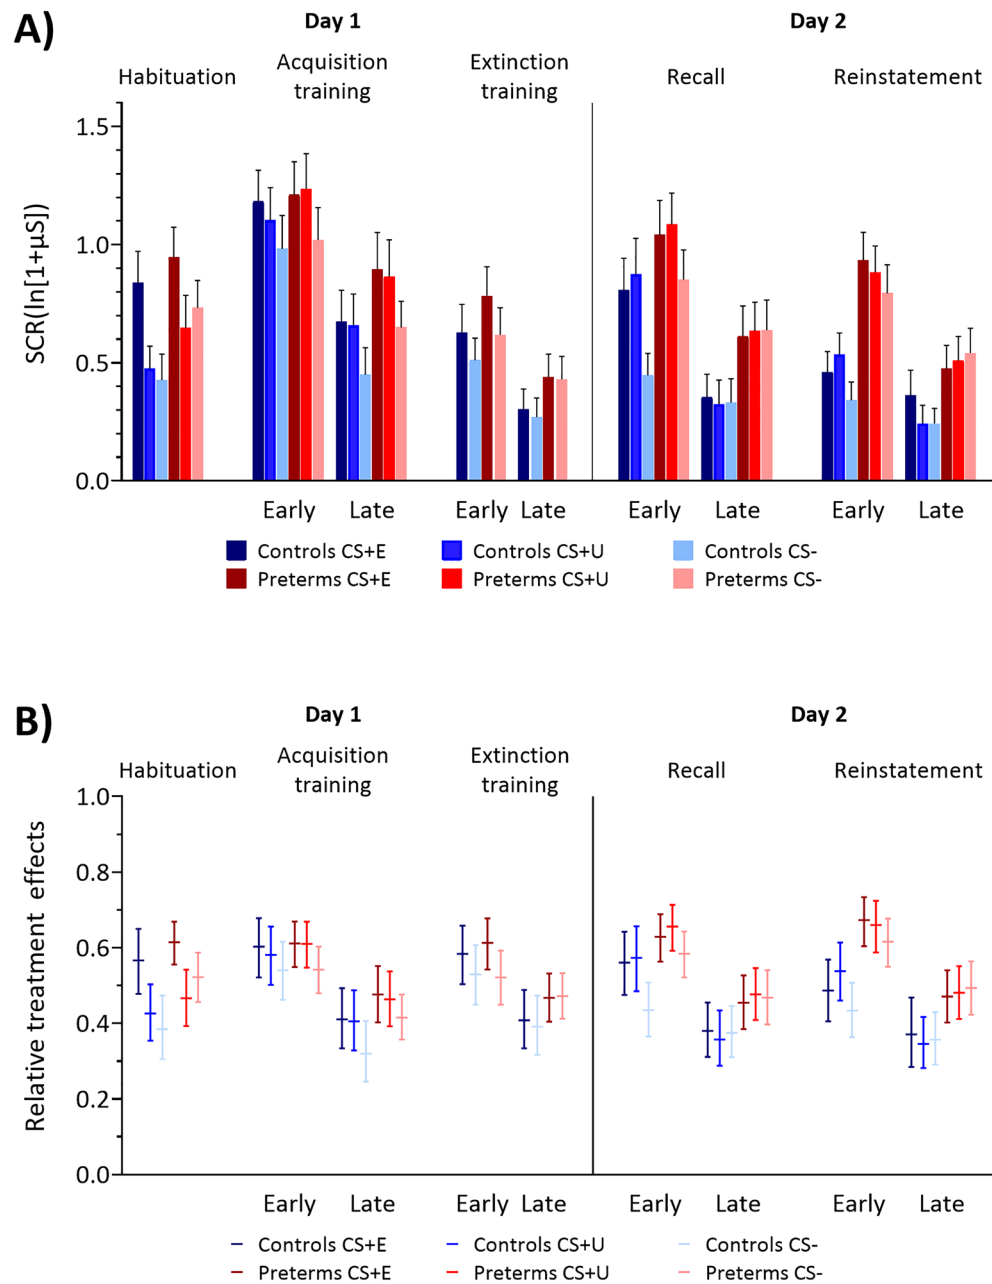 A)
Day 1
Day 2
Habituation
Acquisition
training
Extinction
training
Recall
Reinstatement
SCR(ln[1+µS])
1.5
1.0
0.5
0.0
Early Late Early Late Early Late Early Late
Controls CS+E Controls CS+U Controls CS-
Preterms CS+E Preterms CS+U Preterms CS-
B)
Day 1
Day 2
Habituation
Acquisition
training
Extinction
training
Recall
Reinstatement
Relative treatment effects
1.0
0.8
0.6
0.4
0.2
0.0
Early Late Early Late Early Late Early Late
Controls CS+E Controls CS+U Controls CS-
Preterms CS+E Preterms CS+U Preterms CS-